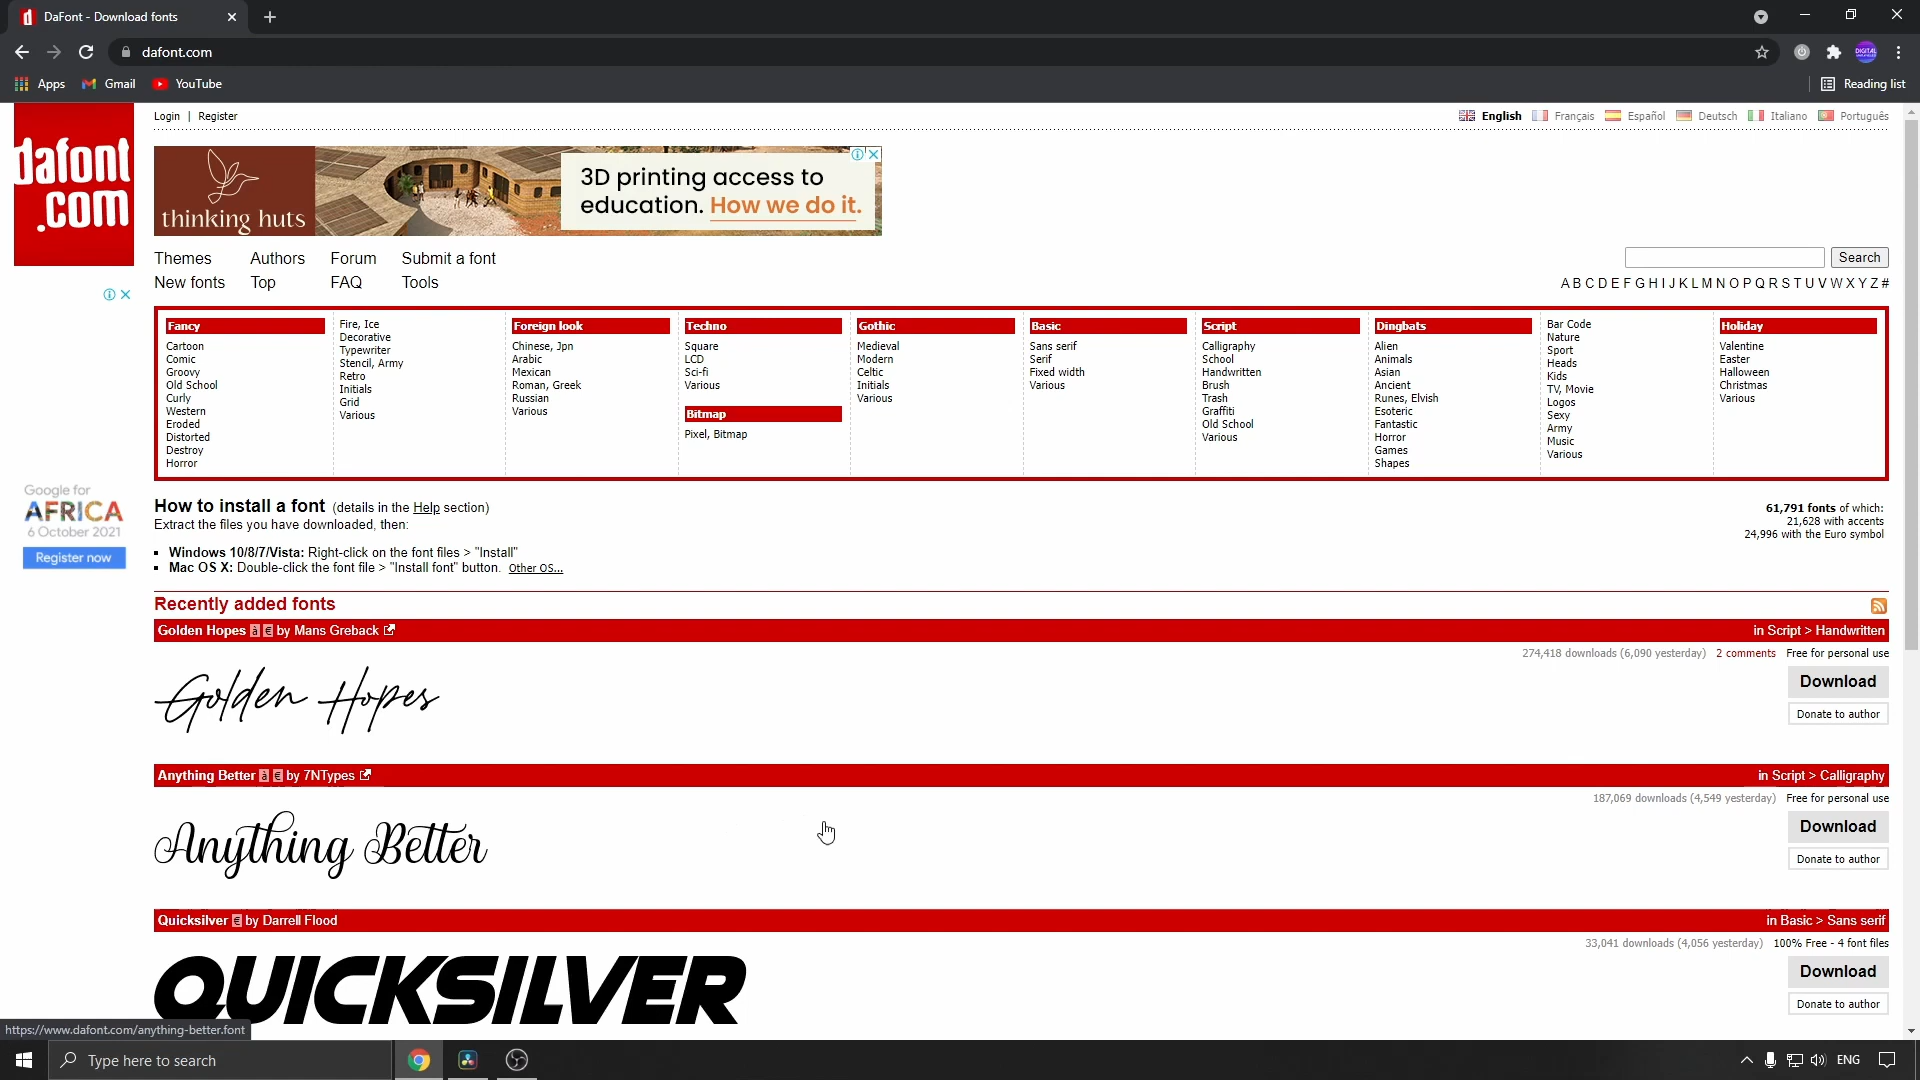 DaFont - Download fonts
dafont.com
Apps
Gmail
YouTube
Reading list
dafont
.com
Login | Register
English Français Español Deutsch Italiano Português
thinking huts
3D printing access to
education. How we do it.
Themes Authors Forum Submit a font
New fonts Top FAQ Tools
Search
A B C D E F G H I J K L M N O P Q R S T U V W X Y Z #
Fancy
Cartoon
Comic
Groovy
Old School
Curly
Western
Eroded
Distorted
Destroy
Horror
Fire, Ice
Decorative
Typewriter
Stencil, Army
Retro
Initials
Grid
Various
Foreign look
Chinese, Jpn
Arabic
Mexican
Roman, Greek
Russian
Various
Techno
Square
LCD
Sci-fi
Various
Bitmap
Pixel, Bitmap
Gothic
Medieval
Modern
Celtic
Initials
Various
Basic
Sans serif
Serif
Fixed width
Various
Script
Calligraphy
School
Handwritten
Brush
Trash
Graffiti
Old School
Various
Dingbats
Alien
Animals
Asian
Ancient
Runes, Elvish
Esoteric
Fantastic
Horror
Games
Shapes
Bar Code
Nature
Sport
Heads
Kids
TV, Movie
Logos
Sexy
Army
Music
Various
Holiday
Valentine
Easter
Halloween
Christmas
Various
Google for
AFRICA
6 October 2021
Register now
How to install a font (details in the Help section)
Extract the files you have downloaded, then:
Windows 10/8/7/Vista: Right-click on the font files > "Install"
Mac OS X: Double-click the font file > "Install font" button. Other OS...
61,791 fonts of which:
21,628 with accents
24,996 with the Euro symbol
Recently added fonts
Golden Hopes à € by Mans Greback
in Script > Handwritten
274,418 downloads (6,090 yesterday) 2 comments Free for personal use
Golden Hopes
Download
Donate to author
Anything Better à € by 7NTypes
in Script > Calligraphy
187,069 downloads (4,549 yesterday) Free for personal use
Anything Better
Download
Donate to author
Quicksilver € by Darrell Flood
in Basic > Sans serif
33,041 downloads (4,056 yesterday) 100% Free - 4 font files
QUICKSILVER
Download
Donate to author
https://www.dafont.com/anything-better.font
Type here to search
ENG